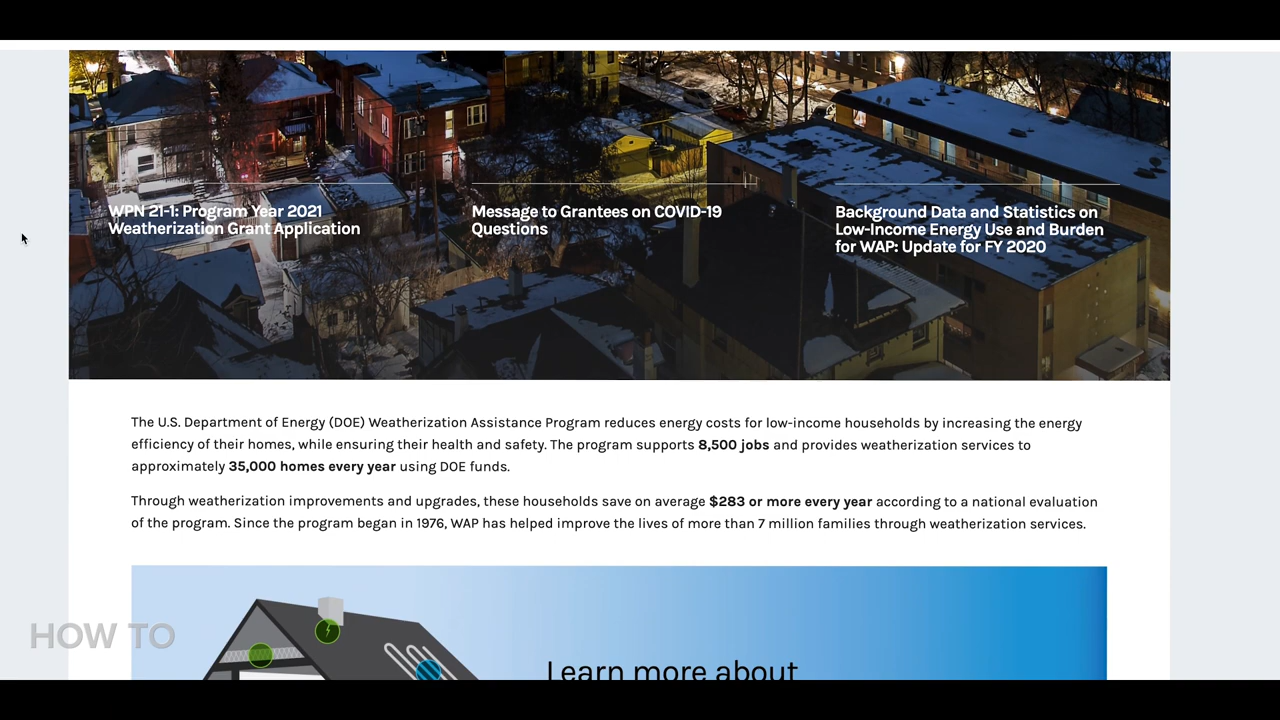 WPN 21-1: Program Year 2021
Weatherization Grant Application
Message to Grantees on COVID-19
Questions
Background Data and Statistics on
Low-Income Energy Use and Burden
for WAP: Update for FY 2020
The U.S. Department of Energy (DOE) Weatherization Assistance Program reduces energy costs for low-income households by increasing the energy
efficiency of their homes, while ensuring their health and safety. The program supports 8,500 jobs and provides weatherization services to
approximately 35,000 homes every year using DOE funds.
Through weatherization improvements and upgrades, these households save on average $283 or more every year according to a national evaluation
of the program. Since the program began in 1976, WAP has helped improve the lives of more than 7 million families through weatherization services.
Learn more about
HOW TO